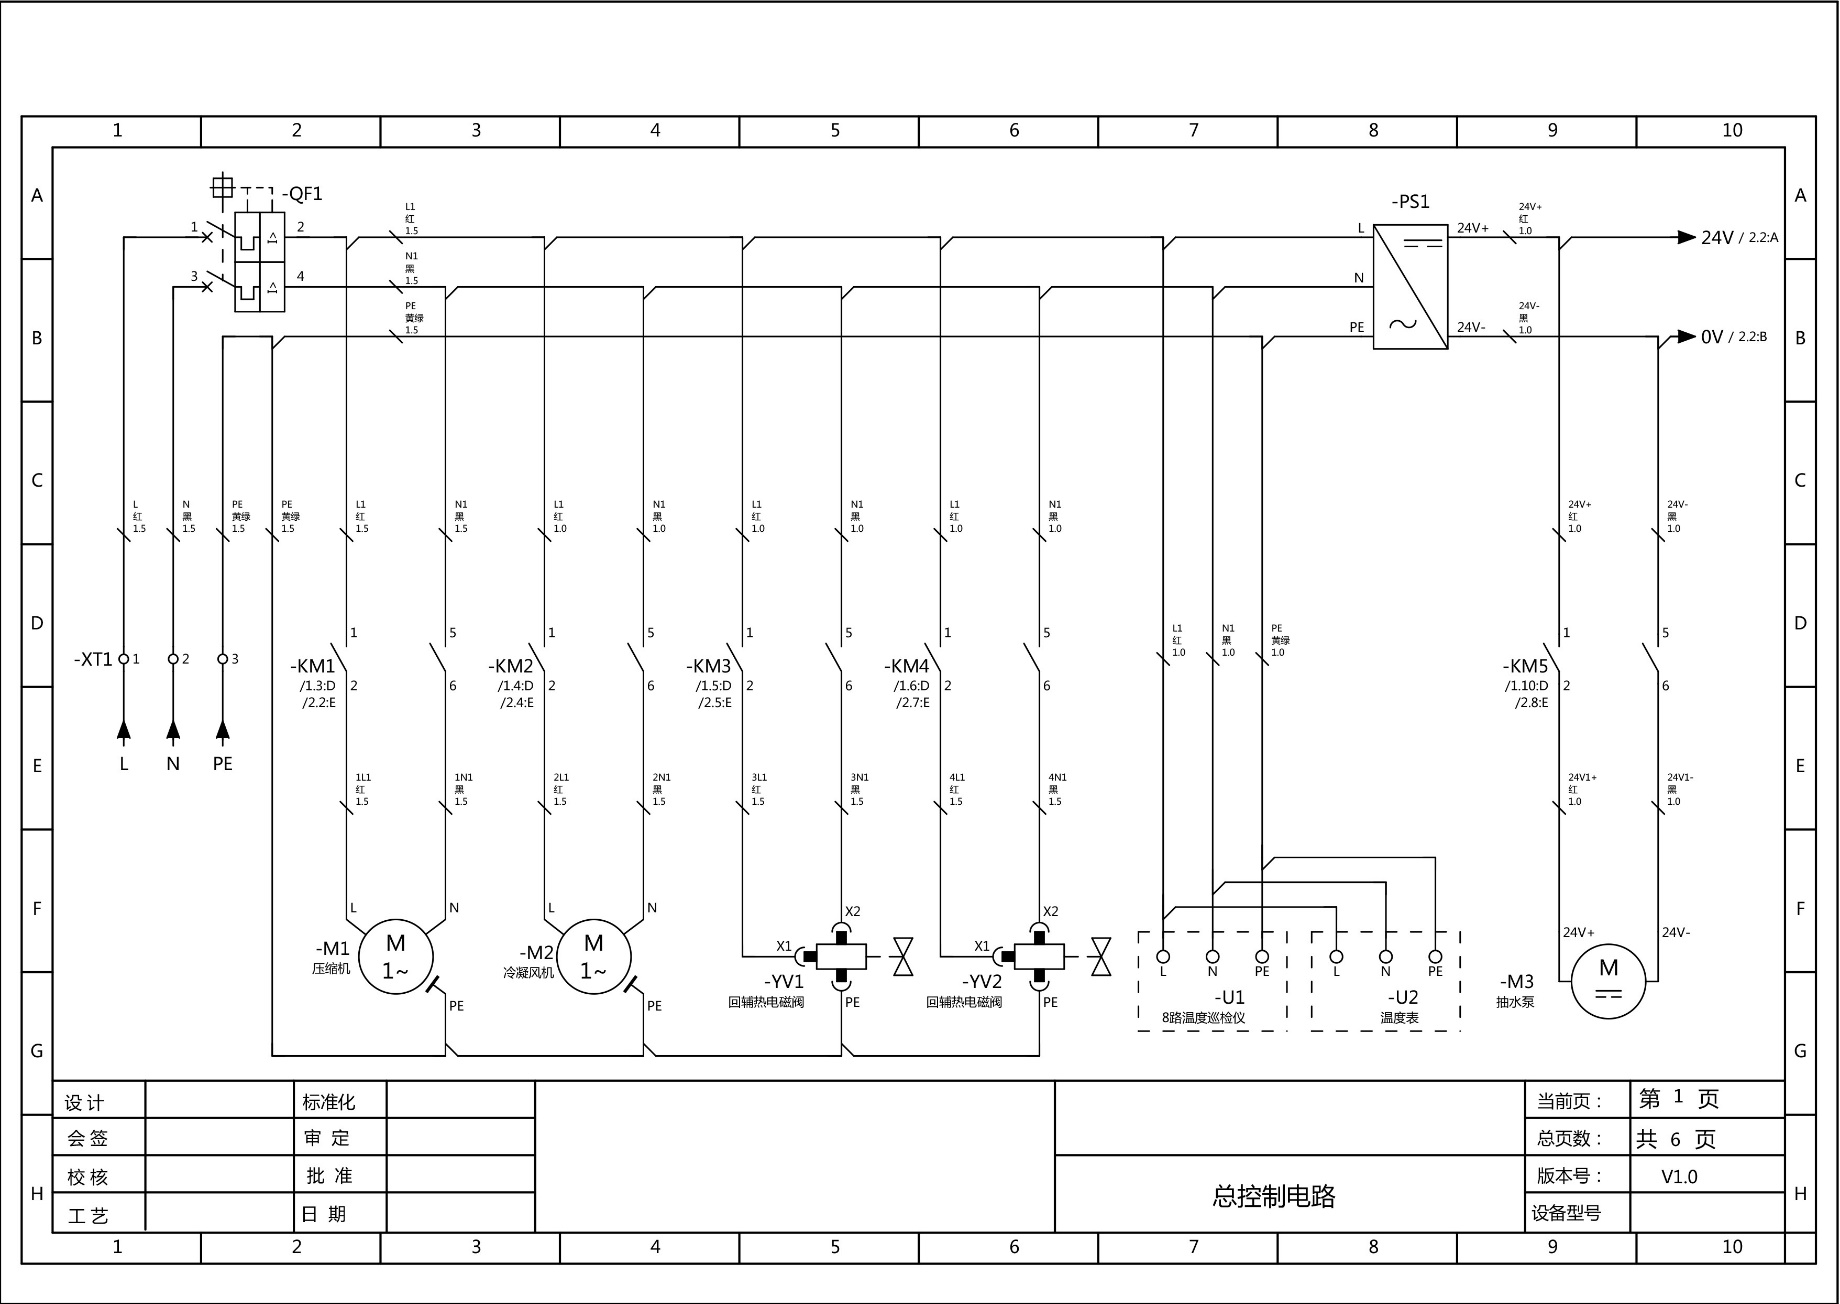 1 2 3 4 5 6 7 8 9 10
A A
-QF1
-PS1
L1
红
1.5
24V+
红
1.0
1 2
I>
L 24V+
24V / 2.2:A
N1
黑
1.5
3 4
I>
N
PE
黄绿
1.5
24V-
黑
1.0
B B
PE 24V-
0V / 2.2:B
C C
L
红
1.5
N
黑
1.5
PE
黄绿
1.5
PE
黄绿
1.5
L1
红
1.5
N1
黑
1.5
L1
红
1.0
N1
黑
1.0
L1
红
1.0
N1
黑
1.0
L1
红
1.0
N1
黑
1.0
24V+
红
1.0
24V-
黑
1.0
D D
L1
红
1.0
N1
黑
1.0
PE
黄绿
1.0
-XT1 1 2 3
-KM1
/1.3:D
/2.2:E
1 2 5 6
-KM2
/1.4:D
/2.4:E
1 2 5 6
-KM3
/1.5:D
/2.5:E
1 2 5 6
-KM4
/1.6:D
/2.7:E
1 2 5 6
-KM5
/1.10:D
/2.8:E
1 2 5 6
E E
L N PE
1L1
红
1.5
1N1
黑
1.5
2L1
红
1.5
2N1
黑
1.5
3L1
红
1.5
3N1
黑
1.5
4L1
红
1.5
4N1
黑
1.5
24V1+
红
1.0
24V1-
黑
1.0
F F
L N
M
1~
-M1
压缩机
PE
L N
M
1~
-M2
冷凝风机
PE
X2
X1
-YV1
回辅热电磁阀
PE
X2
X1
-YV2
回辅热电磁阀
PE
L N PE
-U1
8路温度巡检仪
L N PE
-U2
温度表
24V+ 24V-
M
-M3
抽水泵
G G
设计 标准化
会签 审定
校核 批准
工艺 日期
总控制电路
当前页： 第 1 页
总页数： 共 6 页
版本号： V1.0
设备型号
H H
1 2 3 4 5 6 7 8 9 10